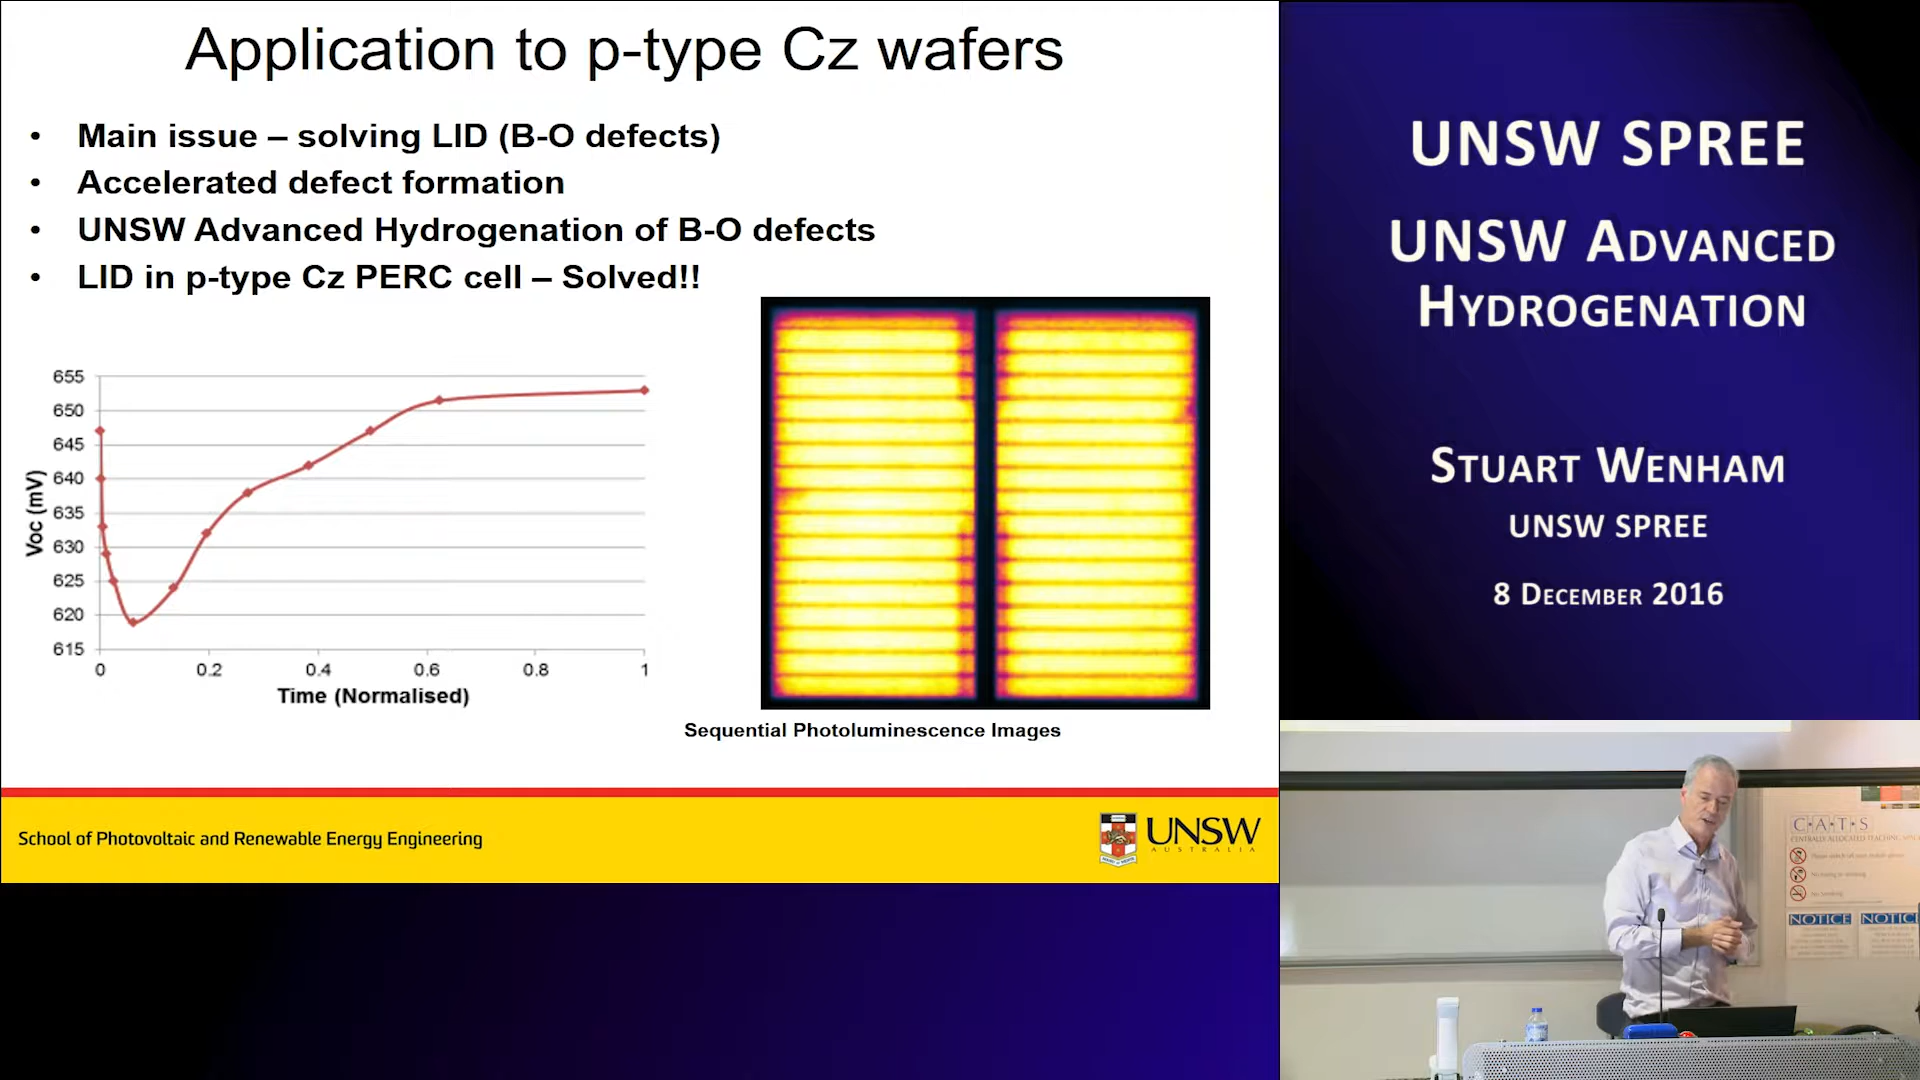 Application to p-type Cz wafers
• Main issue – solving LID (B-O defects)
• Accelerated defect formation
• UNSW Advanced Hydrogenation of B-O defects
• LID in p-type Cz PERC cell – Solved!!
655
650
645
640
635
630
625
620
615
Voc (mV)
0 0.2 0.4 0.6 0.8 1
Time (Normalised)
Sequential Photoluminescence Images
School of Photovoltaic and Renewable Energy Engineering
UNSW
AUSTRALIA
UNSW SPREE
UNSW ADVANCED
HYDROGENATION
STUART WENHAM
UNSW SPREE
8 DECEMBER 2016
C•A•T•S
CENTRALLY ALLOCATED TEACHING
NOTICE